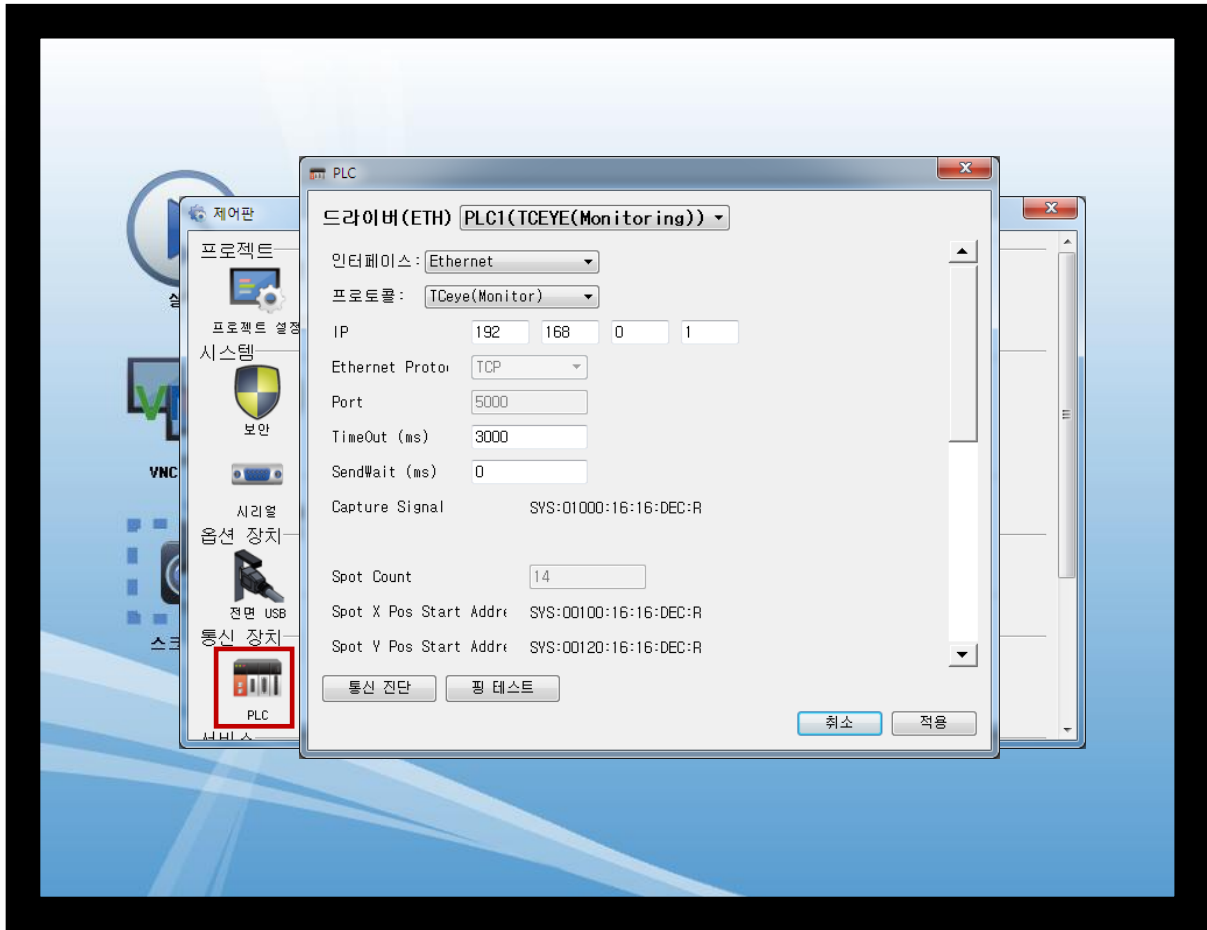 PLC
제어판
드라이버(ETH) PLC1(TCEYE(Monitoring))
프로젝트
인터페이스: Ethernet
프로토콜: TCeye(Monitor)
프로젝트 설정
IP 192 168 0 1
시스템
Ethernet Proto TCP
Port 5000
보안
TimeOut (ms) 3000
VNC
SendWait (ms) 0
시리얼
Capture Signal SYS:01000:16:16:DEC:R
옵션 장치
Spot Count 14
전면 USB
Spot X Pos Start Addre SYS:00100:16:16:DEC:R
통신 장치
Spot Y Pos Start Addre SYS:00120:16:16:DEC:R
통신 진단 핑 테스트
PLC
취소 적용